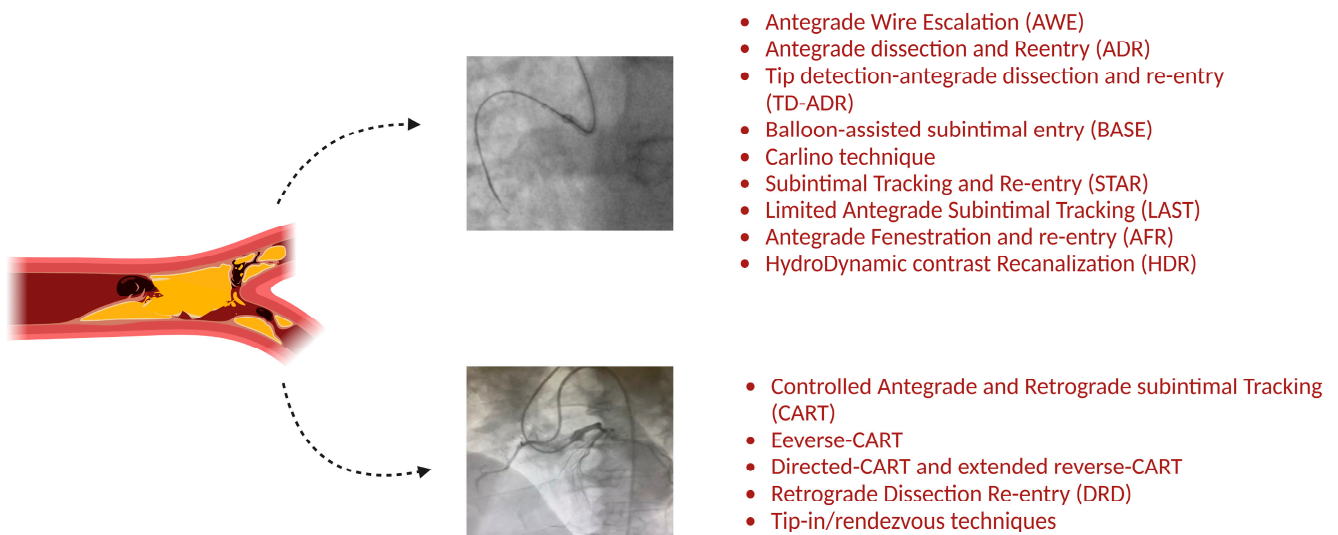 • Antegrade Wire Escalation (AWE)
• Antegrade dissection and Reentry (ADR)
• Tip detection-antegrade dissection and re-entry
(TD-ADR)
• Balloon-assisted subintimal entry (BASE)
• Carlino technique
• Subintimal Tracking and Re-entry (STAR)
• Limited Antegrade Subintimal Tracking (LAST)
• Antegrade Fenestration and re-entry (AFR)
• HydroDynamic contrast Recanalization (HDR)
• Controlled Antegrade and Retrograde subintimal Tracking
(CART)
• Eeverse-CART
• Directed-CART and extended reverse-CART
• Retrograde Dissection Re-entry (DRD)
• Tip-in/rendezvous techniques